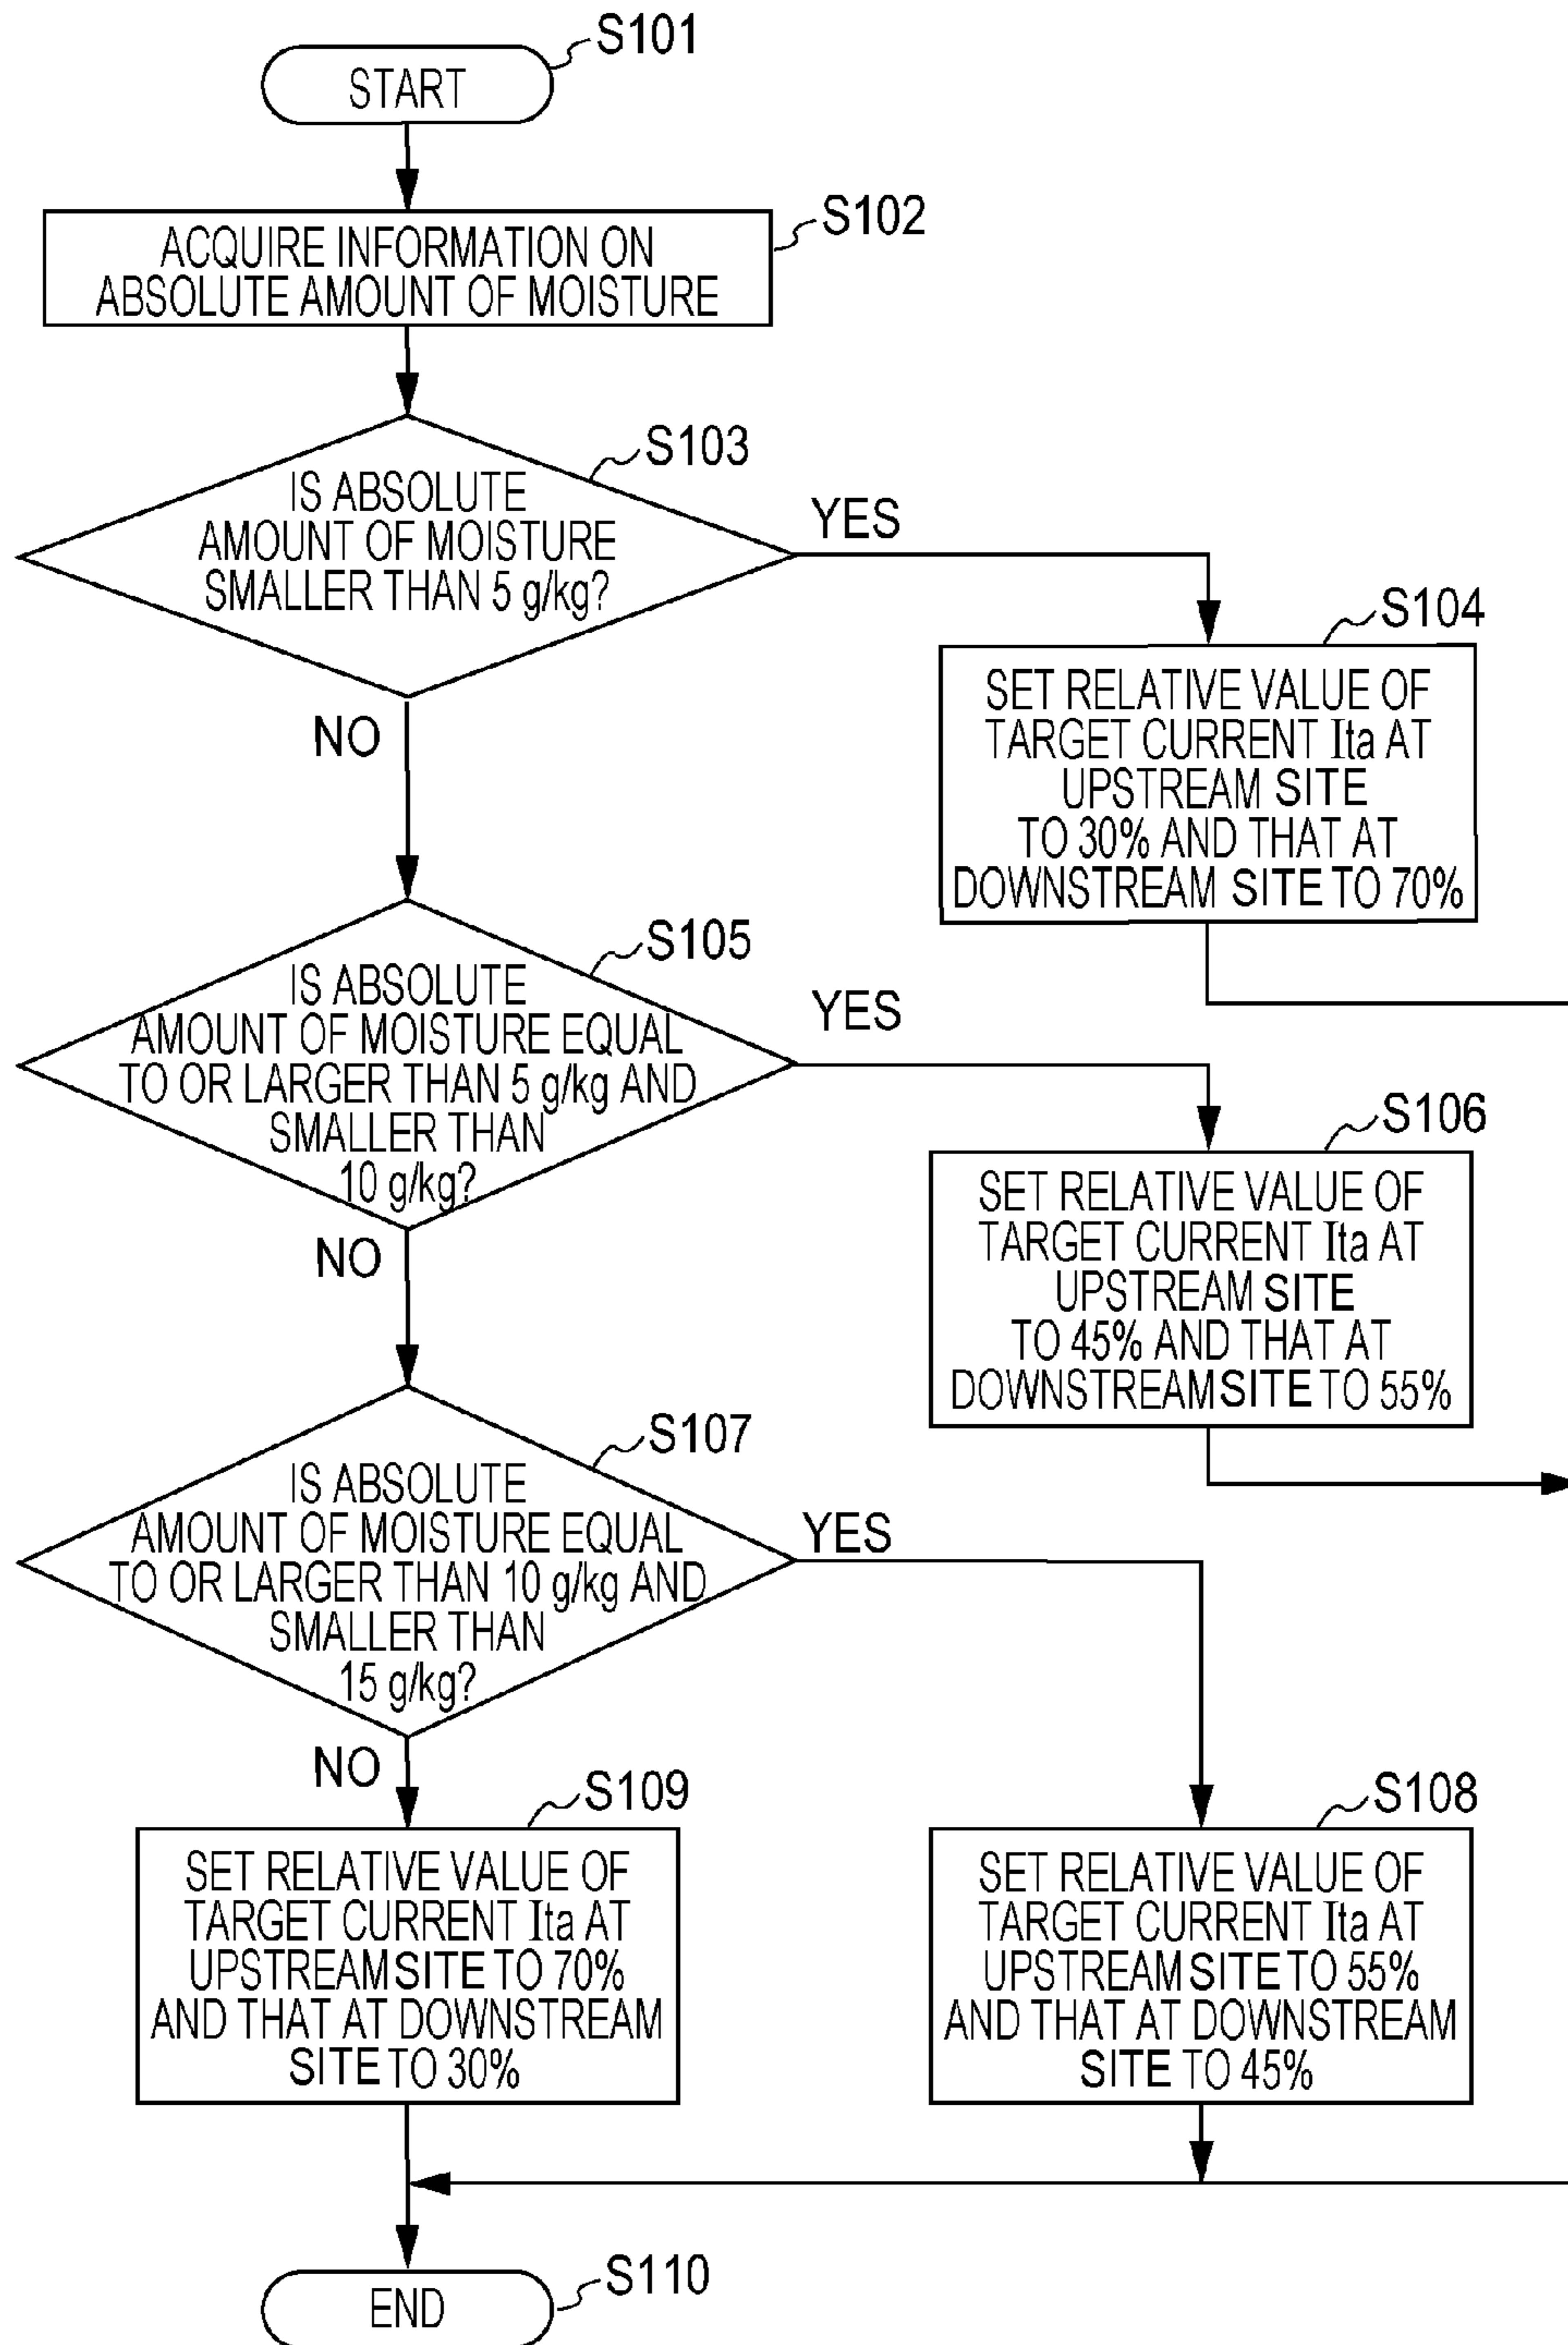 S101
START
S102
ACQUIRE INFORMATION ON
ABSOLUTE AMOUNT OF MOISTURE
S103
IS ABSOLUTE
AMOUNT OF MOISTURE
SMALLER THAN 5 g/kg?
YES
NO
S104
SET RELATIVE VALUE OF
TARGET CURRENT Ita AT
UPSTREAM SITE
TO 30% AND THAT AT
DOWNSTREAM SITE TO 70%
S105
IS ABSOLUTE
AMOUNT OF MOISTURE EQUAL
TO OR LARGER THAN 5 g/kg AND
SMALLER THAN
10 g/kg?
YES
NO
S106
SET RELATIVE VALUE OF
TARGET CURRENT Ita AT
UPSTREAM SITE
TO 45% AND THAT AT
DOWNSTREAM SITE TO 55%
S107
IS ABSOLUTE
AMOUNT OF MOISTURE EQUAL
TO OR LARGER THAN 10 g/kg AND
SMALLER THAN
15 g/kg?
YES
NO
S109
SET RELATIVE VALUE OF
TARGET CURRENT Ita AT
UPSTREAM SITE TO 70%
AND THAT AT DOWNSTREAM
SITE TO 30%
S108
SET RELATIVE VALUE OF
TARGET CURRENT Ita AT
UPSTREAM SITE TO 55%
AND THAT AT DOWNSTREAM
SITE TO 45%
S110
END